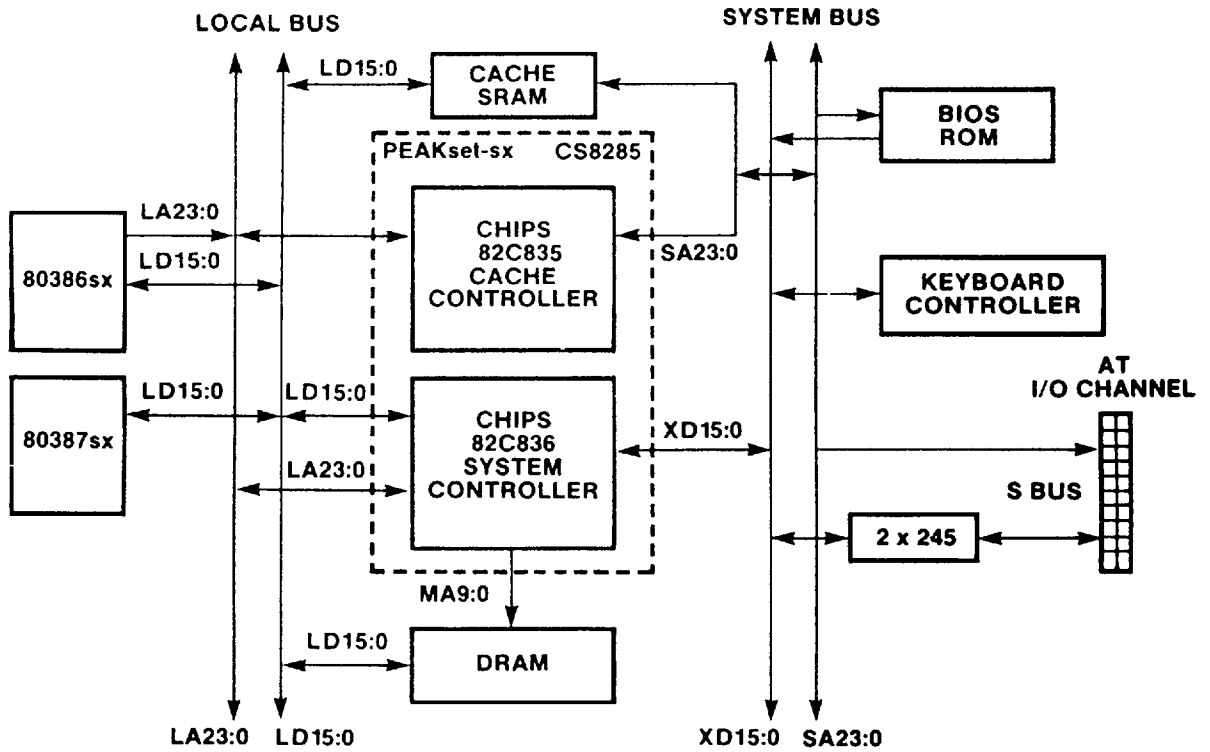 LOCAL BUS
SYSTEM BUS
LD15:0
CACHE
SRAM
BIOS
ROM
PEAKset-sx CS8285
LA23:0
LD15:0
80386sx
CHIPS
82C835
CACHE
CONTROLLER
SA23:0
KEYBOARD
CONTROLLER
AT
I/O CHANNEL
LD15:0
LD15:0
80387sx
CHIPS
82C836
SYSTEM
CONTROLLER
LA23:0
XD15:0
S BUS
2 x 245
MA9:0
LD15:0
DRAM
LA23:0 LD15:0
XD15:0 SA23:0